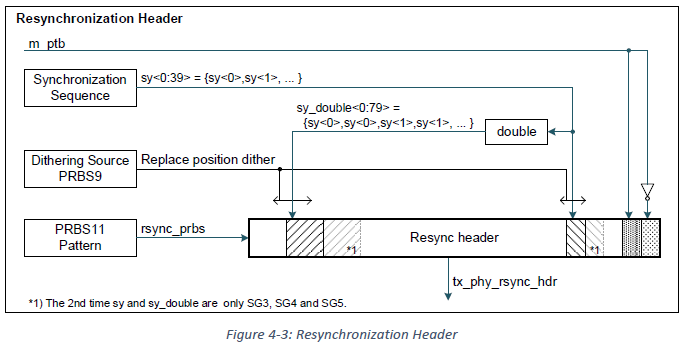 Resynchronization Header
m_ptb
Synchronization
Sequence
sy<0:39> = {sy<0>,sy<1>, ... }
sy_double<0:79> =
{sy<0>,sy<0>,sy<1>,sy<1>, ... }
double
Dithering Source
PRBS9
Replace position dither
PRBS11
Pattern
rsync_prbs
*1
Resync header
*1
tx_phy_rsync_hdr
*1) The 2nd time sy and sy_double are only SG3, SG4 and SG5.
Figure 4-3: Resynchronization Header